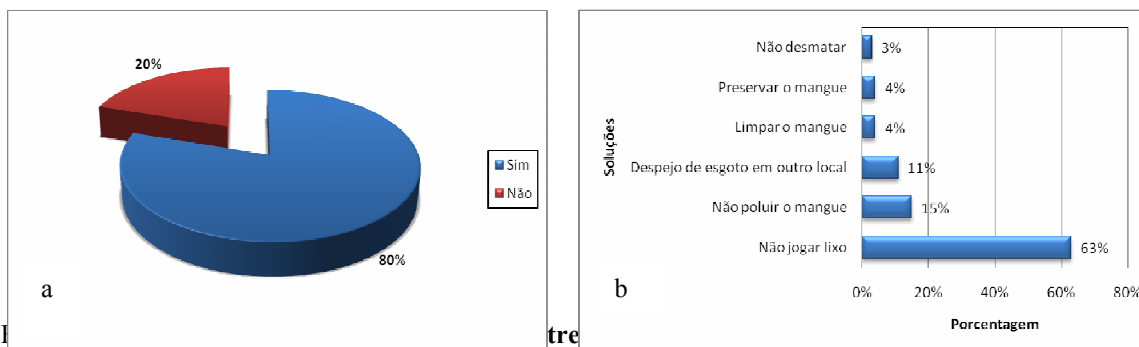 20%
80%
Sim
Não
a
Soluções
Não desmatar 3%
Preservar o mangue 4%
Limpar o mangue 4%
Despejo de esgoto em outro local 11%
Não poluir o mangue 15%
Não jogar lixo 63%
0% 20% 40% 60% 80%
Porcentagem
b
tre